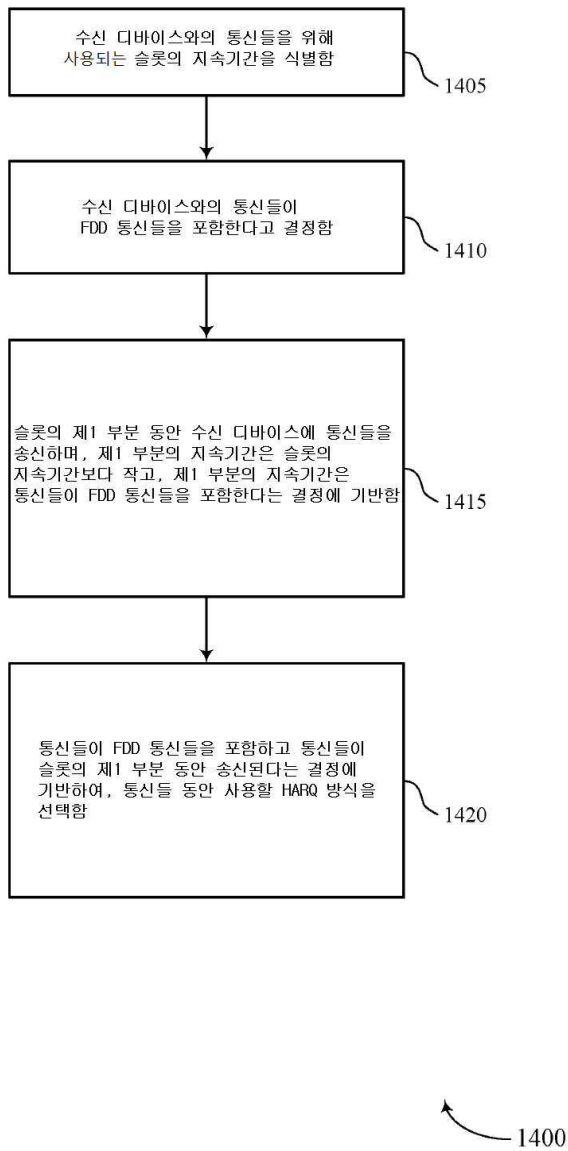 수신 디바이스와의 통신들을 위해
사용되는 슬롯의 지속기간을 식별함
1405
수신 디바이스와의 통신들이
FDD 통신들을 포함한다고 결정함
1410
슬롯의 제1 부분 동안 수신 디바이스에 통신들을
송신하며, 제1 부분의 지속기간은 슬롯의
지속기간보다 작고, 제1 부분의 지속기간은
통신들이 FDD 통신들을 포함한다는 결정에 기반함
1415
통신들이 FDD 통신들을 포함하고 통신들이
슬롯의 제1 부분 동안 송신된다는 결정에
기반하여, 통신들 동안 사용할 HARQ 방식을
선택함
1420
1400